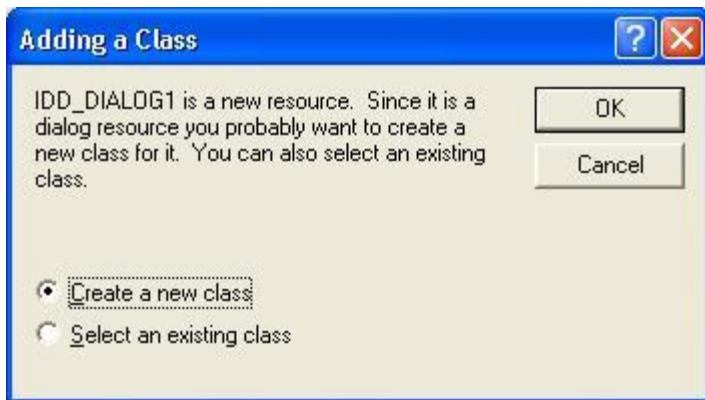 Adding a Class
?
IDD_DIALOG1 is a new resource. Since it is a
dialog resource you probably want to create a
new class for it. You can also select an existing
class.
OK
Cancel
Create a new class
Select an existing class